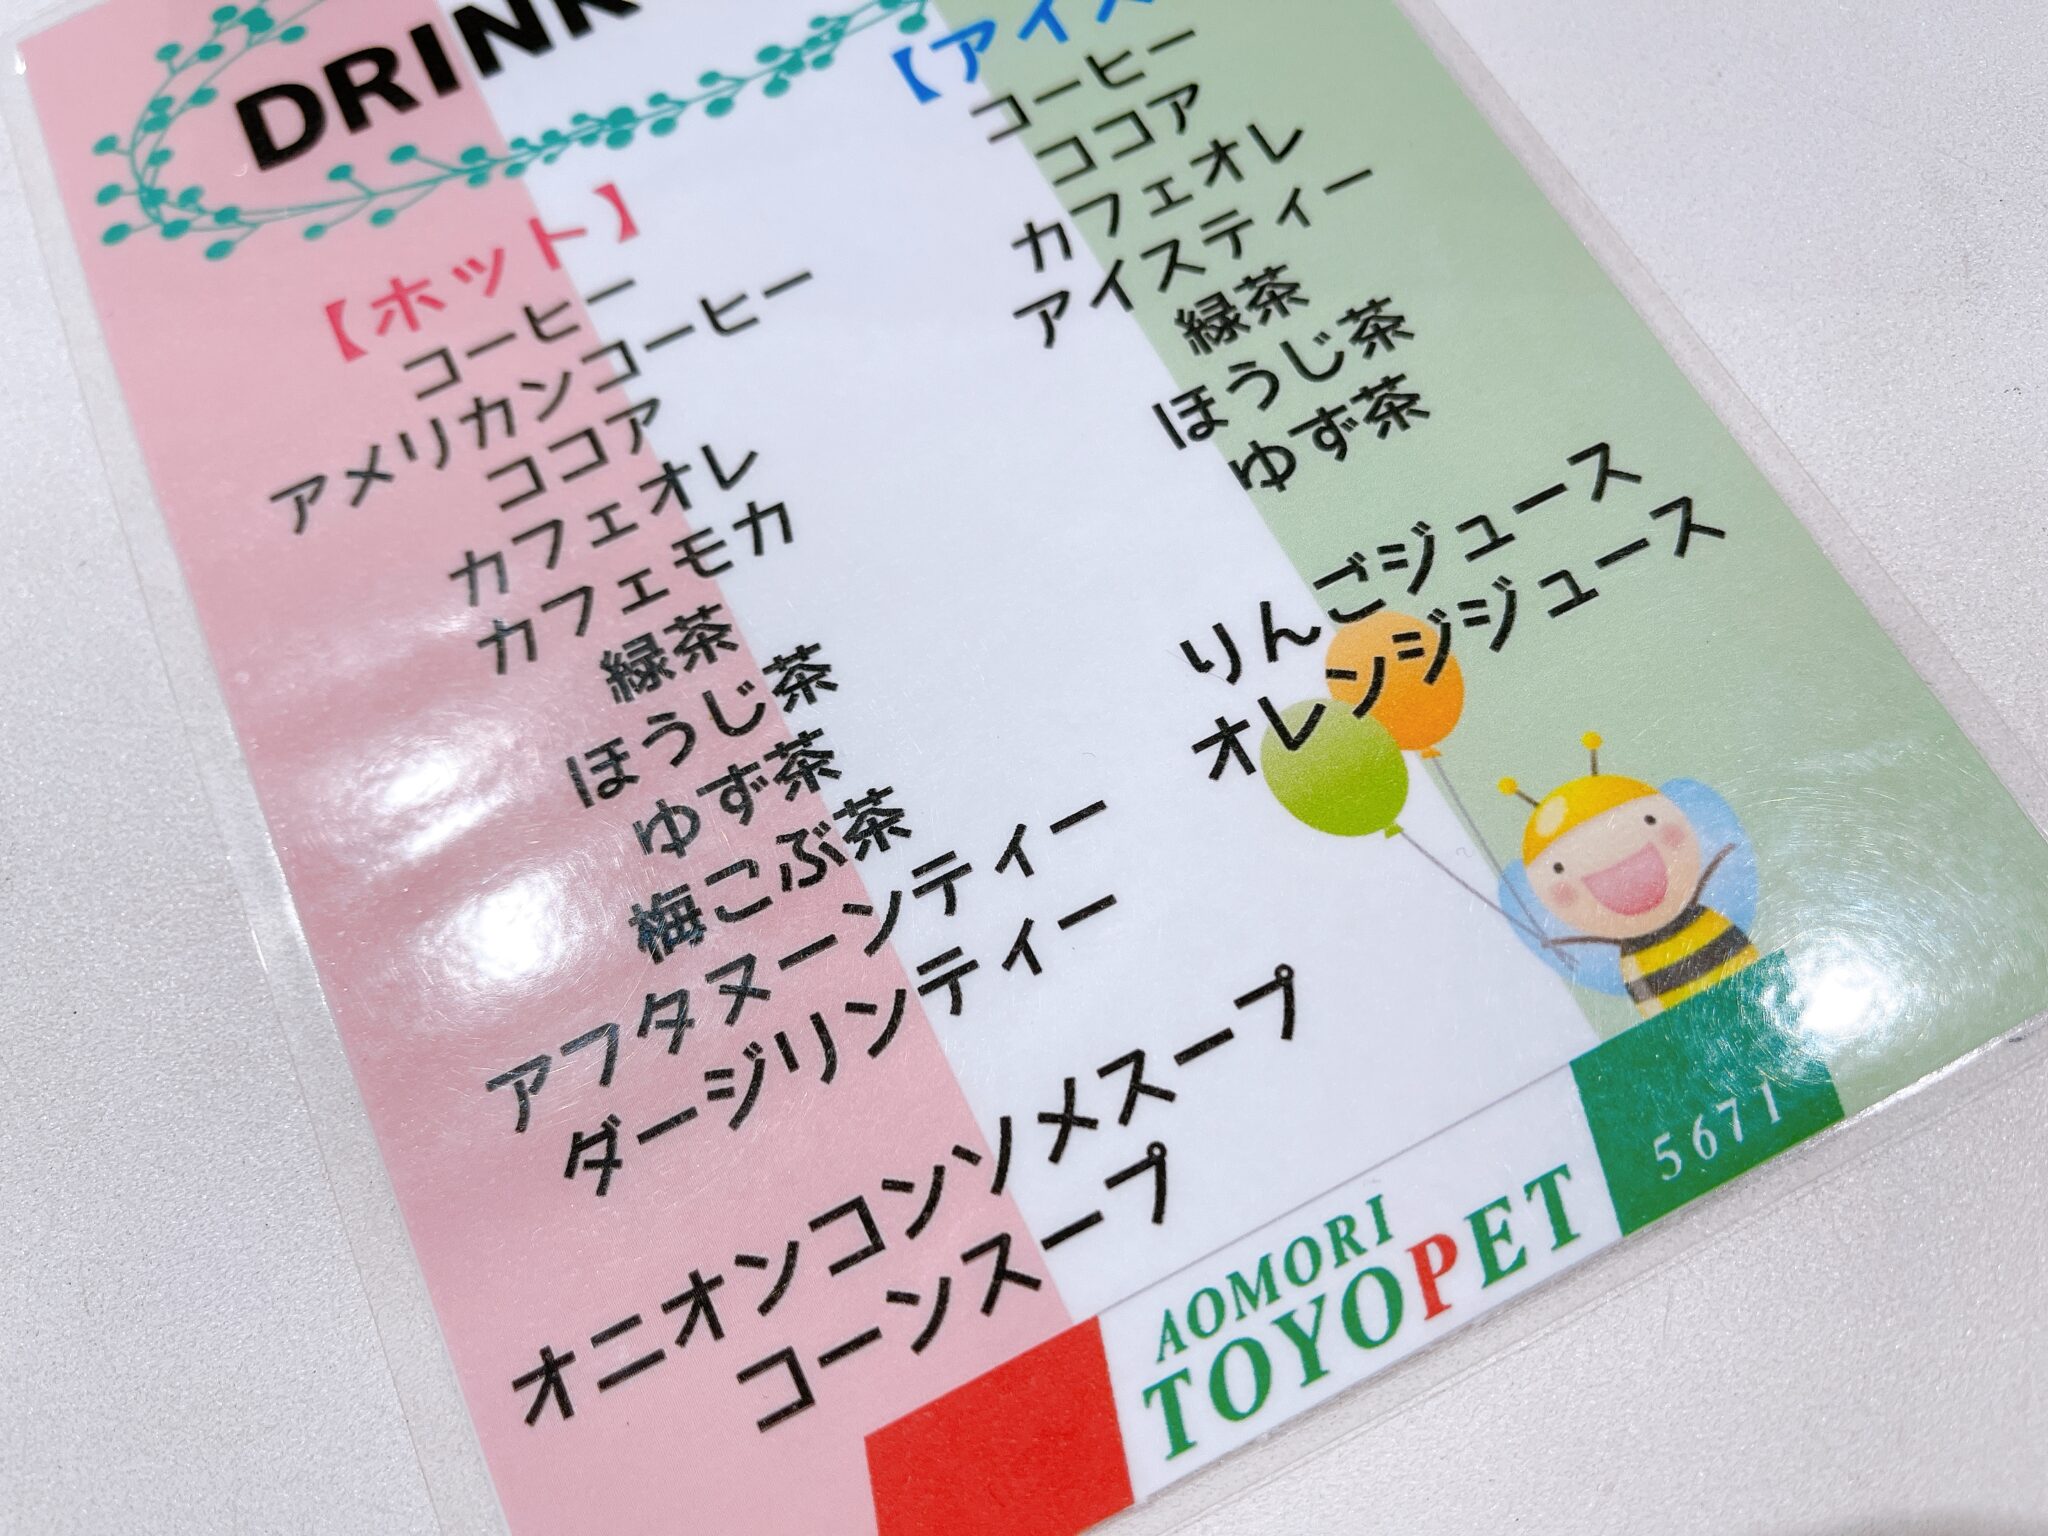 DRINK
【ホット】
コーヒー
アメリカンコーヒー
ココア
カフェオレ
カフェモカ
緑茶
ほうじ茶
ゆず茶
梅こぶ茶
アフタヌーンティー
ダージリンティー
オニオンコンソメスープ
コーンスープ
【アイス
コーヒー
ココア
カフェオレ
アイスティー
緑茶
ほうじ茶
ゆず茶
りんごジュース
オレンジジュース
AOMORI
TOYOPET
5671